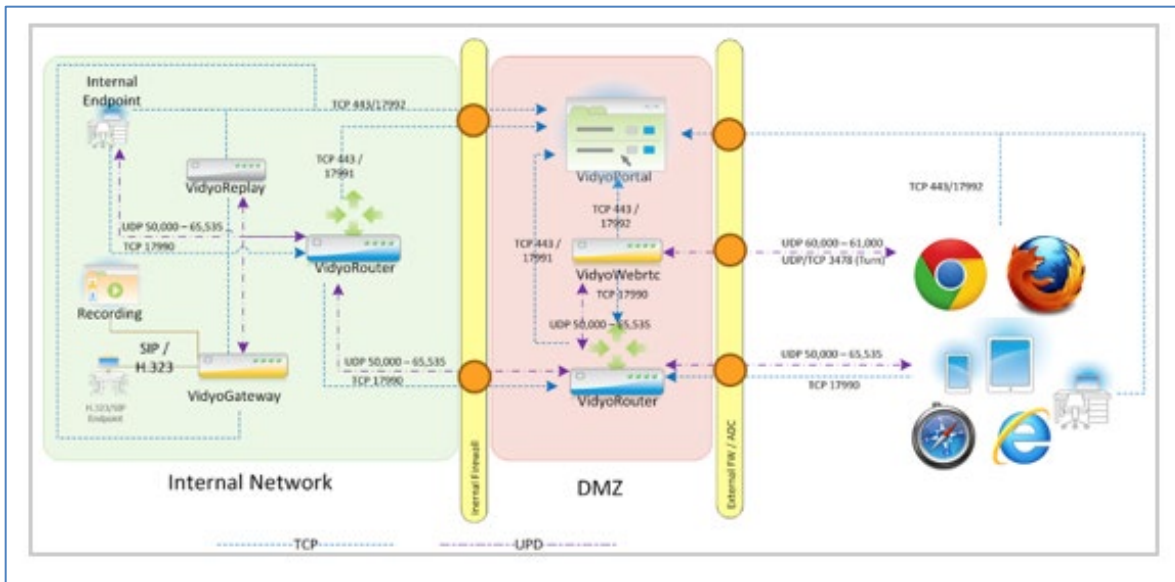 Internal
Endpoint
TCP 443/17992
VidyoReplay
TCP 443 /
17991
UDP 50,000 – 65,535
TCP 17990
VidyoRouter
Recording
SIP /
H.323
H.323/SIP
Endpoint
VidyoGateway
UDP 50,000 – 65,535
TCP 17990
Internal Network
Inernal Firewall
VidyoPortal
TCP 443 /
17992
TCP 443 /
17991
VidyoWebrtc
TCP 17990
UDP 50,000 – 65,535
VidyoRouter
DMZ
External FW / ADC
TCP 443/17992
UDP 60,000 – 61,000
UDP/TCP 3478 (Turn)
UDP 50,000 – 65,535
TCP 17990
TCP
UPD